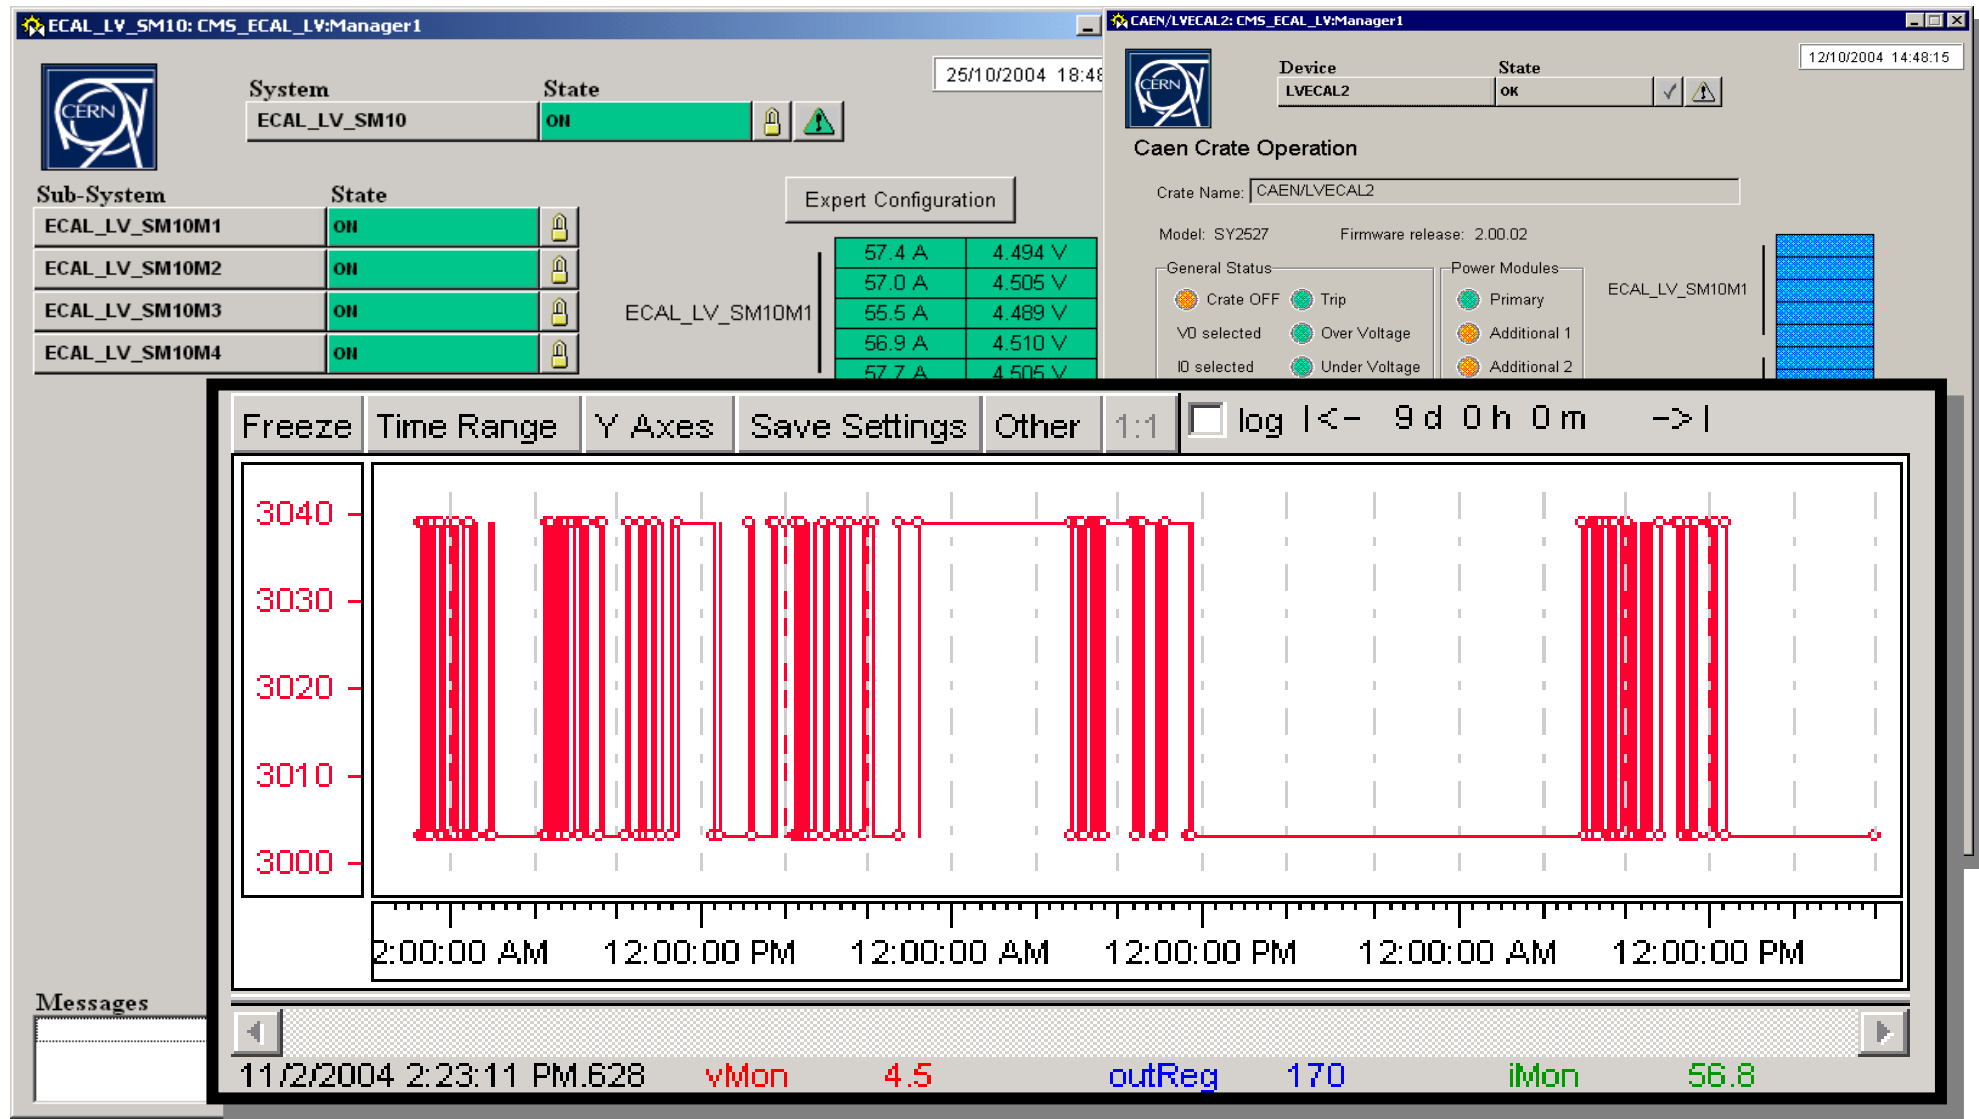 ECAL_LV_SM10: CMS_ECAL_LV:Manager1
25/10/2004 18:48
CERN
System State
ECAL_LV_SM10 ON
Sub-System State
ECAL_LV_SM10M1 ON
ECAL_LV_SM10M2 ON
ECAL_LV_SM10M3 ON
ECAL_LV_SM10M4 ON
Expert Configuration
ECAL_LV_SM10M1
57.4 A 4.494 V
57.0 A 4.505 V
55.5 A 4.489 V
56.9 A 4.510 V
57.7 A 4.505 V
Messages
CAEN/LVECAL2: CMS_ECAL_LV:Manager1
12/10/2004 14:48:15
CERN
Device State
LVECAL2 OK
Caen Crate Operation
Crate Name: CAEN/LVECAL2
Model: SY2527 Firmware release: 2.00.02
General Status Power Modules
Crate OFF Trip Primary
V0 selected Over Voltage Additional 1
I0 selected Under Voltage Additional 2
ECAL_LV_SM10M1
Freeze Time Range Y Axes Save Settings Other 1:1 log |<- 9 d 0 h 0 m ->|
3040
3030
3020
3010
3000
2:00:00 AM 12:00:00 PM 12:00:00 AM 12:00:00 PM 12:00:00 AM 12:00:00 PM
11/2/2004 2:23:11 PM.628 vMon 4.5 outReg 170 iMon 56.8